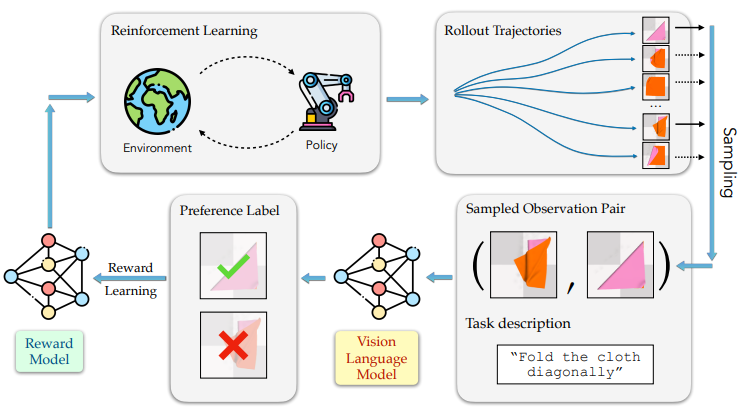 Reinforcement Learning
Environment
Policy
Rollout Trajectories
...
Sampling
Sampled Observation Pair
( , )
Task description
“Fold the cloth
diagonally”
Vision
Language
Model
Preference Label
Reward
Learning
Reward
Model